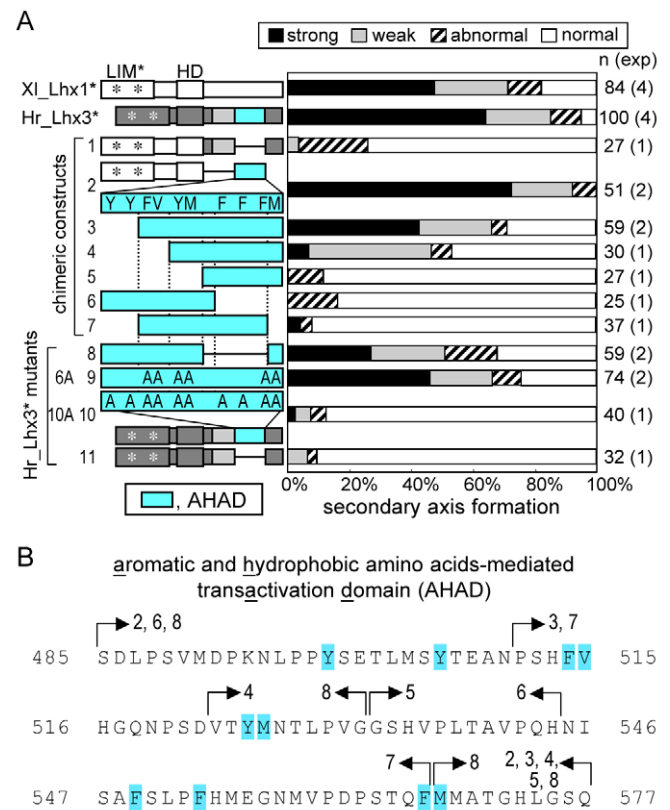 A
strong weak abnormal normal
n (exp)
LIM* HD
Xl_Lhx1* * * 84 (4)
Hr_Lhx3* * * 100 (4)
chimeric constructs
1 * * 27 (1)
* *
2 51 (2)
Y Y FV YM F F FM
3 59 (2)
4 30 (1)
5 27 (1)
6 25 (1)
7 37 (1)
Hr_Lhx3* mutants
8 59 (2)
6A 9 AA AA AA 74 (2)
A A AA AA A A AA
10A 10 40 (1)
* *
11 * * 32 (1)
0% 20% 40% 60% 80% 100%
secondary axis formation
, AHAD
B
aromatic and hydrophobic amino acids-mediated
transactivation domain (AHAD)
2, 6, 8 3, 7
485 SDLPSVMDPKNLPPYSETLMSYTEANPSHFV 515
4 8 5 6
516 HGQNPSDVTYMNTLPVGGSHVPLTAVPQHNI 546
7 8 2, 3, 4,
5, 8
547 SAFSLPFHMEGNMVPDPSTQFMMATGHLGSQ 577